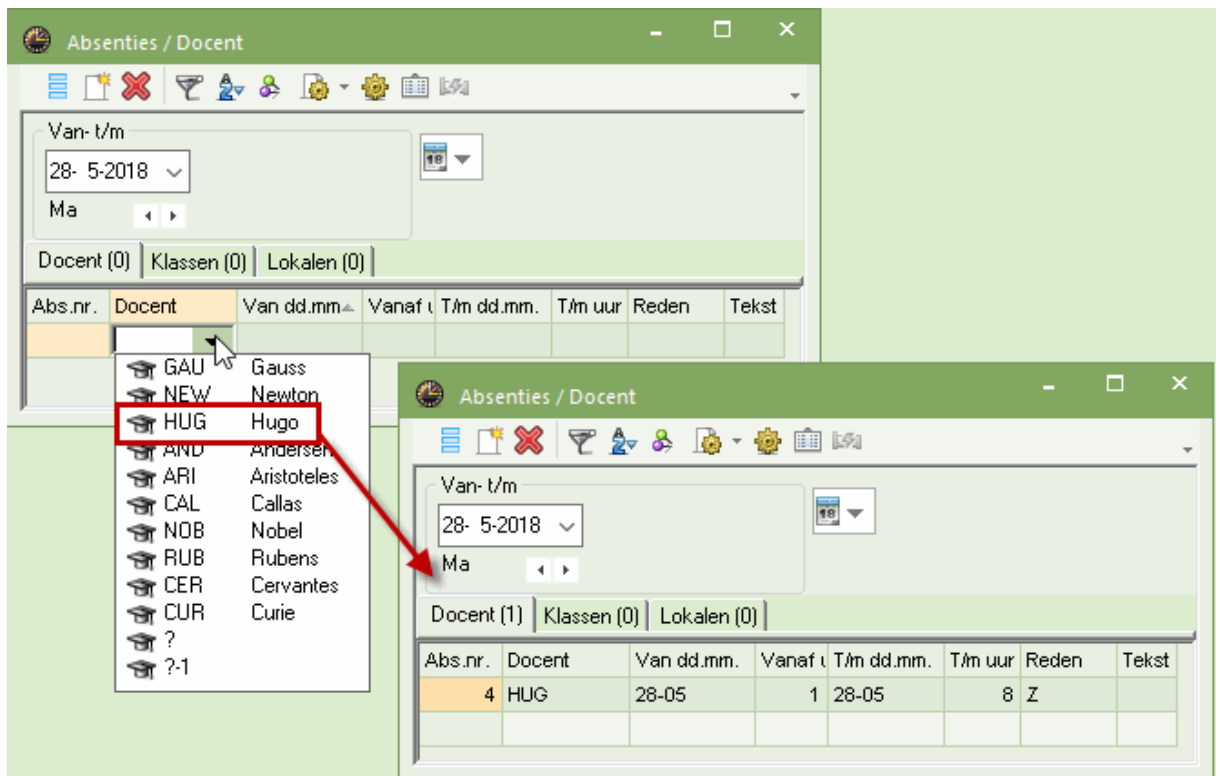 Absenties / Docent
Van- t/m
28- 5-2018
18
Ma
Docent (0) Klassen (0) Lokalen (0)
Abs.nr. Docent Van dd.mm Vanaf u T/m dd.mm. T/m uur Reden Tekst
GAU Gauss
NEW Newton
HUG Hugo
AND Andersen
ARI Aristoteles
CAL Callas
NOB Nobel
RUB Rubens
CER Cervantes
CUR Curie
?
?-1
Absenties / Docent
Van- t/m
28- 5-2018
18
Ma
Docent (1) Klassen (0) Lokalen (0)
Abs.nr. Docent Van dd.mm. Vanaf u T/m dd.mm. T/m uur Reden Tekst
4 HUG 28-05 1 28-05 8 Z